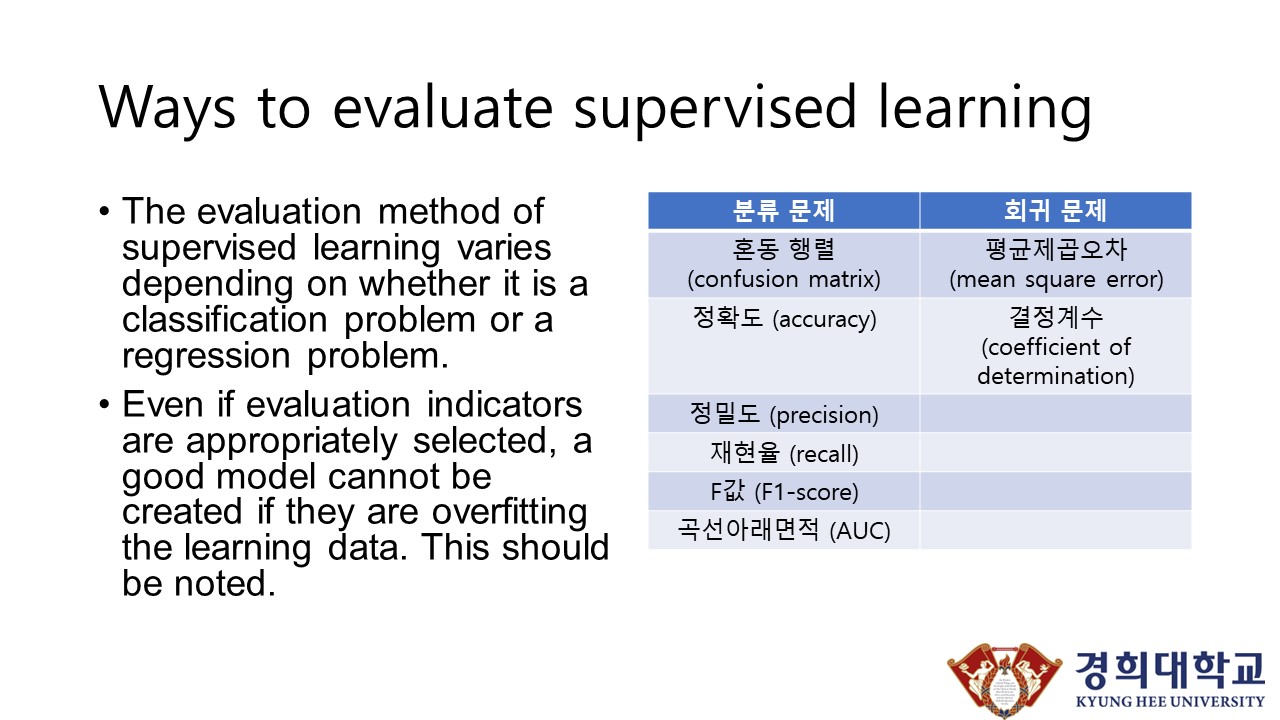 Ways to evaluate supervised learning
• The evaluation method of
supervised learning varies
depending on whether it is a
classification problem or a
regression problem.
• Even if evaluation indicators
are appropriately selected, a
good model cannot be
created if they are overfitting
the learning data. This should
be noted.
분류 문제
회귀 문제
혼동 행렬
(confusion matrix)
평균제곱오차
(mean square error)
정확도 (accuracy)
결정계수
(coefficient of
determination)
정밀도 (precision)
재현율 (recall)
F값 (F1-score)
곡선아래면적 (AUC)
경희대학교
KYUNG HEE UNIVERSITY